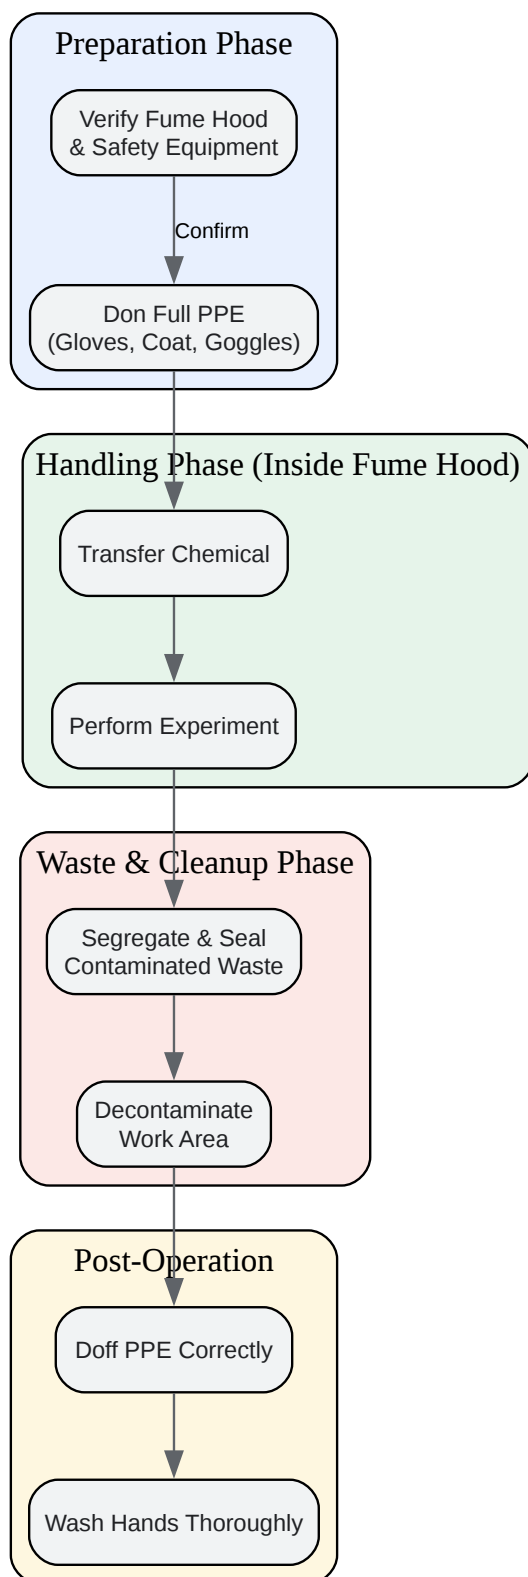 Preparation Phase
Verify Fume Hood
& Safety Equipment
Confirm
Don Full PPE
(Gloves, Coat, Goggles)
Handling Phase (Inside Fume Hood)
Transfer Chemical
Perform Experiment
Waste & Cleanup Phase
Segregate & Seal
Contaminated Waste
Decontaminate
Work Area
Post-Operation
Doff PPE Correctly
Wash Hands Thoroughly